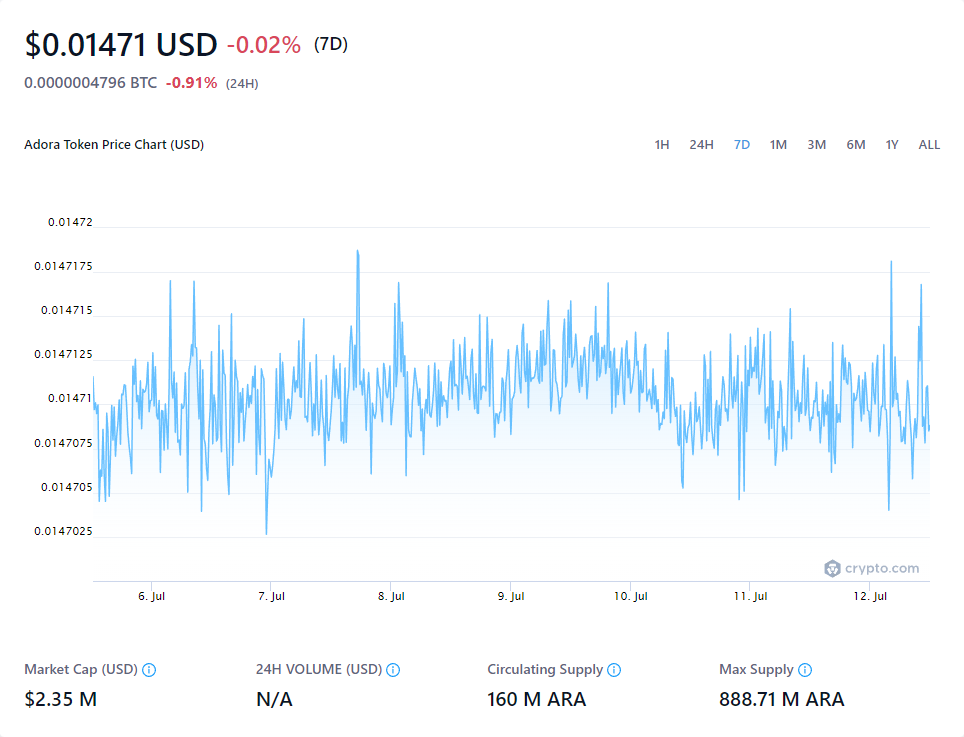 $0.01471 USD -0.02% (7D)
0.0000004796 BTC -0.91% (24H)
Adora Token Price Chart (USD) 1H 24H 7D 1M 3M 6M 1Y ALL
0.01472
0.0147175
0.014715
0.0147125
0.01471
0.0147075
0.014705
0.0147025
crypto.com
6. Jul 7. Jul 8. Jul 9. Jul 10. Jul 11. Jul 12. Jul
Market Cap (USD) 24H VOLUME (USD) Circulating Supply Max Supply
$2.35 M N/A 160 M ARA 888.71 M ARA